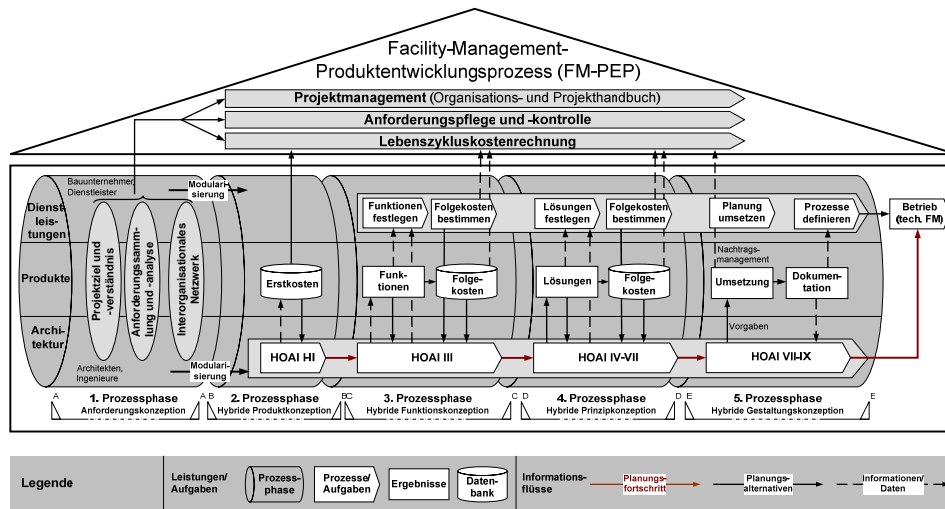 Facility-Management-
Produktentwicklungsprozess (FM-PEP)
Projektmanagement (Organisations- und Projekthandbuch)
Anforderungspflege und -kontrolle
Lebenszykluskostenrechnung
Bauunternehmer,
Dienstleister
Modulari-
sierung
Dienst-
leis-
tungen
Funktionen
festlegen
Folgekosten
bestimmen
Lösungen
festlegen
Folgekosten
bestimmen
Planung
umsetzen
Prozesse
definieren
Betrieb
(tech. FM)
Projektziel und
-verständnis
Anforderungssamm-
lung und -analyse
Interorganisationales
Netzwerk
Nachtrags-
management
Produkte
Erstkosten
Funk-
tionen
Folge-
kosten
Lösungen
Folge-
kosten
Umsetzung
Dokumen-
tation
Archi-
tektur
Vorgaben
HOAI I-II
HOAI III
HOAI IV-VII
HOAI VII-IX
Architekten,
Ingenieure
Modulari-
sierung
A A B B C C D D E E
1. Prozessphase
Anforderungskonzeption
2. Prozessphase
Hybride Produktkonzeption
3. Prozessphase
Hybride Funktionskonzeption
4. Prozessphase
Hybride Prinzipkonzeption
5. Prozessphase
Hybride Gestaltungskonzeption
Legende
Leistungen/
Aufgaben
Prozess-
phase
Prozesse/
Aufgaben
Ergebnisse
Daten-
bank
Informations-
flüsse
Planungs-
fortschritt
Planungs-
alternativen
Informationen/
Daten